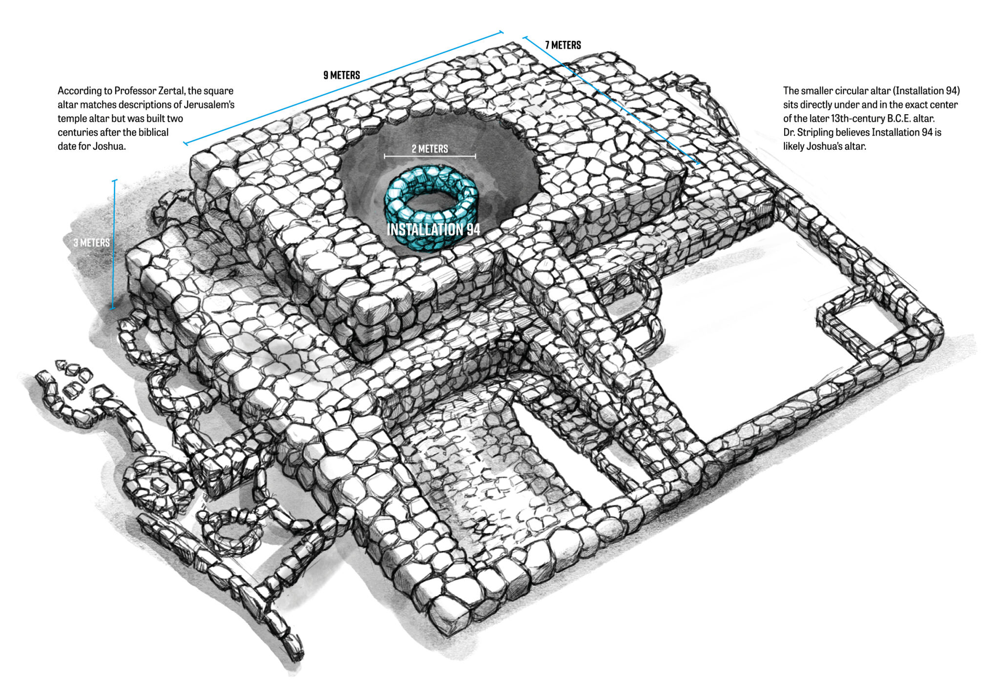 9 METERS
7 METERS
According to Professor Zertal, the square
altar matches descriptions of Jerusalem’s
temple altar but was built two
centuries after the biblical
date for Joshua.
The smaller circular altar (Installation 94)
sits directly under and in the exact center
of the later 13th-century B.C.E. altar.
Dr. Stripling believes Installation 94 is
likely Joshua’s altar.
2 METERS
INSTALLATION 94
3 METERS